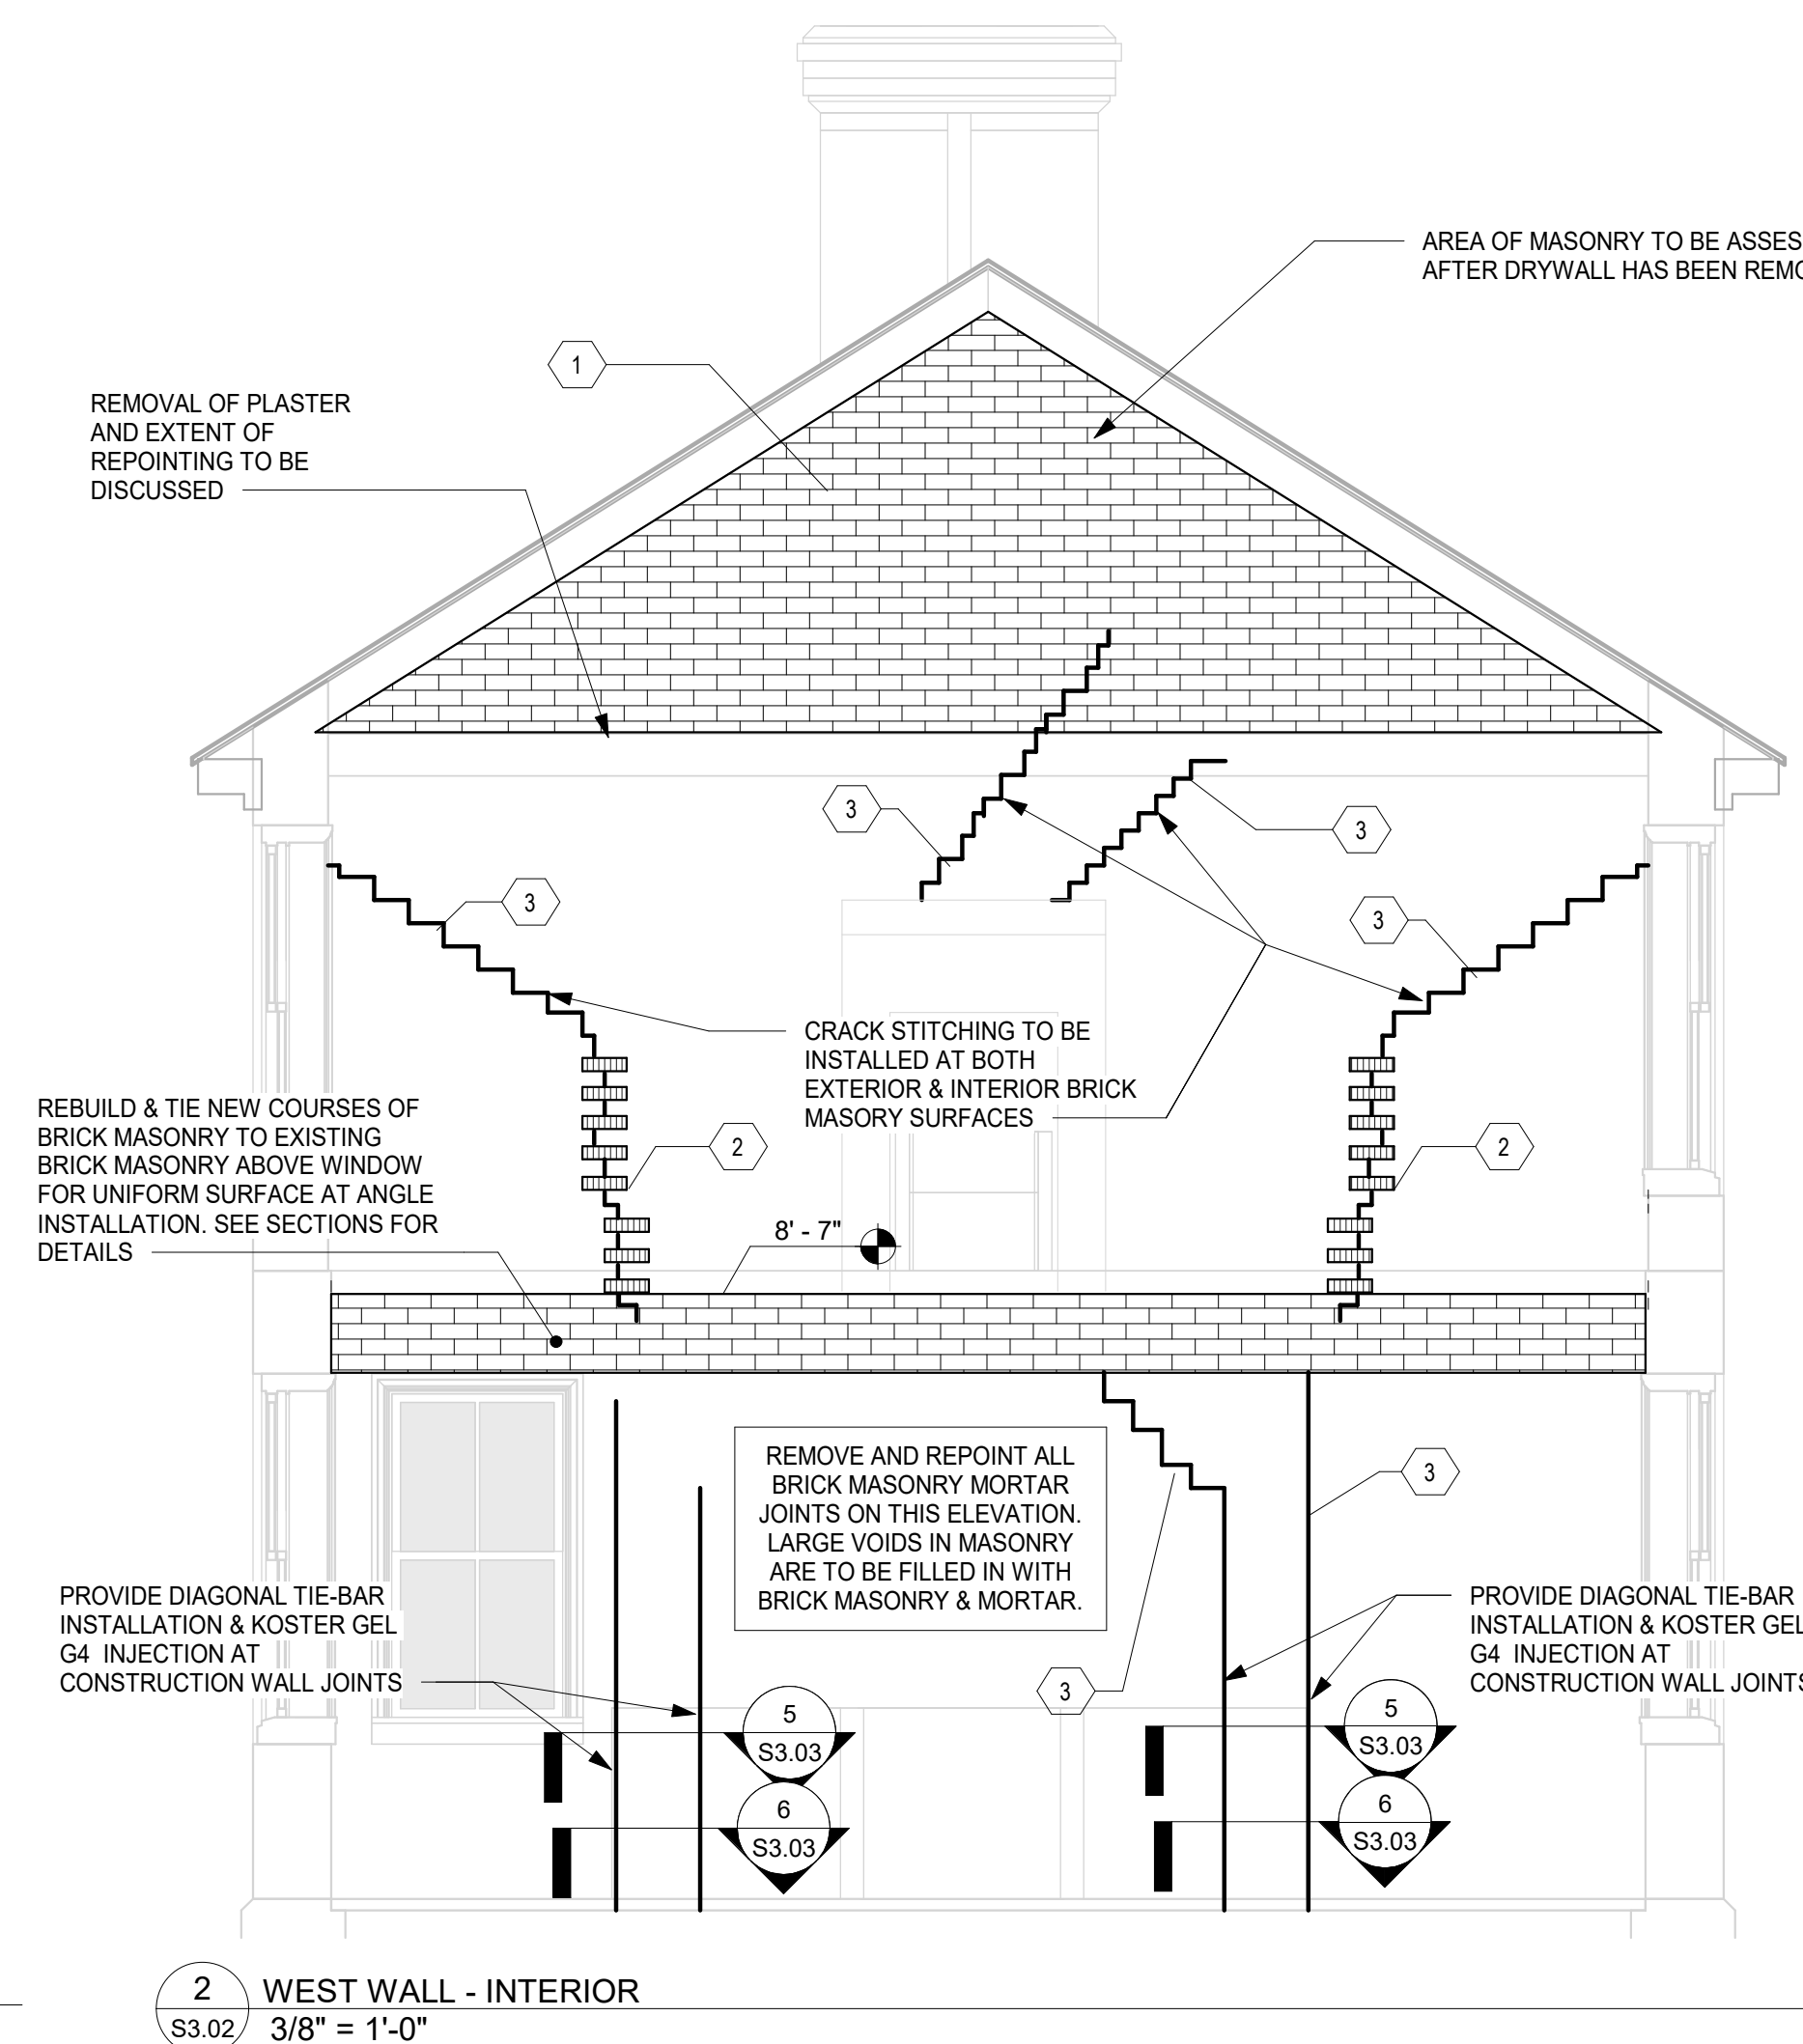 AREA OF MASONRY TO BE ASSES
AFTER DRYWALL HAS BEEN REMO
1
REMOVAL OF PLASTER
AND EXTENT OF
REPOINTING TO BE
DISCUSSED
3
3
3
3
CRACK STITCHING TO BE
INSTALLED AT BOTH
EXTERIOR & INTERIOR BRICK
MASORY SURFACES
REBUILD & TIE NEW COURSES OF
BRICK MASONRY TO EXISTING
BRICK MASONRY ABOVE WINDOW
FOR UNIFORM SURFACE AT ANGLE
INSTALLATION. SEE SECTIONS FOR
DETAILS
2
2
8' - 7"
REMOVE AND REPOINT ALL
BRICK MASONRY MORTAR
JOINTS ON THIS ELEVATION.
LARGE VOIDS IN MASONRY
ARE TO BE FILLED IN WITH
BRICK MASONRY & MORTAR.
3
PROVIDE DIAGONAL TIE-BAR
INSTALLATION & KOSTER GEL
G4 INJECTION AT
CONSTRUCTION WALL JOINTS
PROVIDE DIAGONAL TIE-BAR
INSTALLATION & KOSTER GEL
G4 INJECTION AT
CONSTRUCTION WALL JOINTS
3
5
S3.03
6
S3.03
5
S3.03
6
S3.03
2
S3.02
WEST WALL - INTERIOR
3/8" = 1'-0"